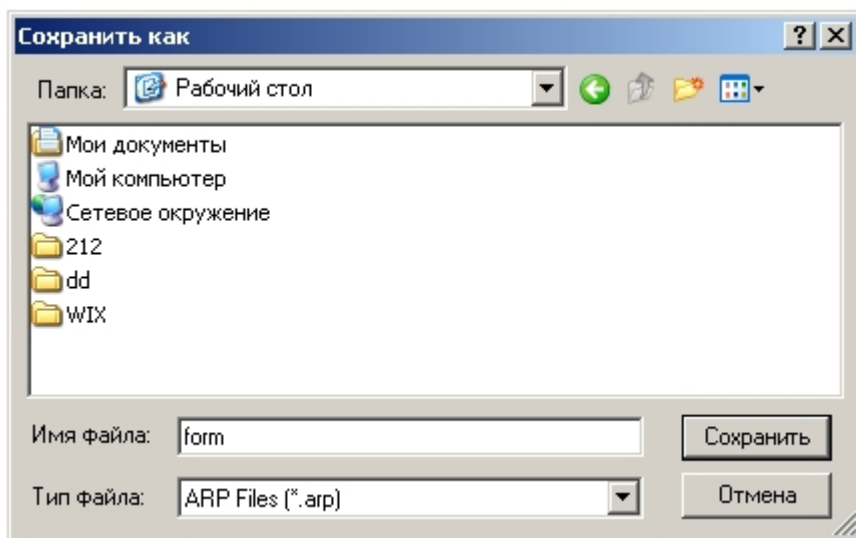 Сохранить как
Папка: Рабочий стол
Мои документы
Мой компьютер
Сетевое окружение
212
dd
WIX
Имя файла: form Сохранить
Тип файла: ARP Files (*.arp) Отмена